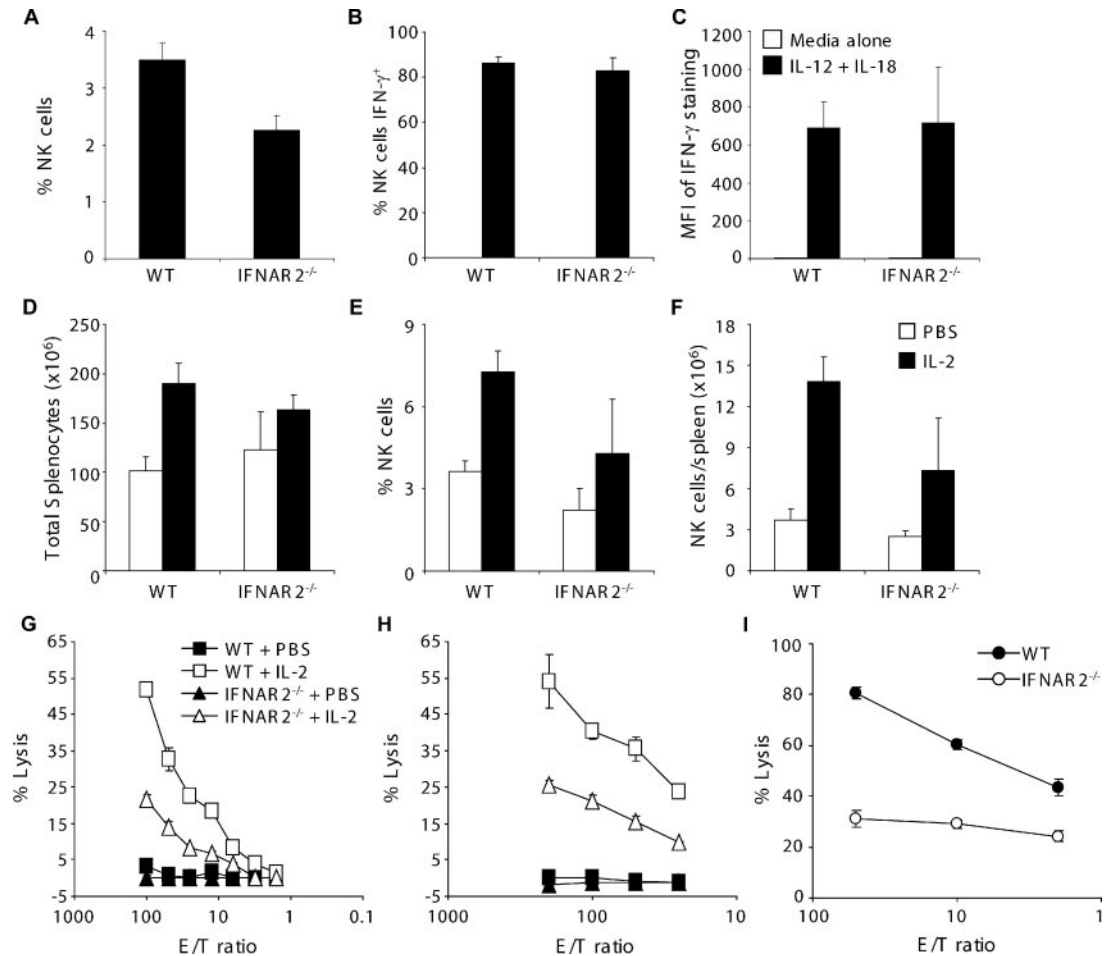 A
% NK cells
4
3
2
1
0
WT
IFNAR2-/-
B
% NK cells IFN-γ+
100
80
60
40
20
0
WT
IFNAR2-/-
C
MFI of IFN-γ staining
1200
1000
800
600
400
200
0
Media alone
IL-12 + IL-18
WT
IFNAR2-/-
D
Total Splenocytes (x10⁶)
250
200
150
100
50
0
WT
IFNAR2-/-
E
% NK cells
9
6
3
0
WT
IFNAR2-/-
F
NK cells/spleen (x10⁶)
18
15
12
9
6
3
0
PBS
IL-2
WT
IFNAR2-/-
G
% Lysis
65
55
45
35
25
15
5
-5
WT + PBS
WT + IL-2
IFNAR2-/- + PBS
IFNAR2-/- + IL-2
1000
100
10
1
0.1
E/T ratio
H
% Lysis
65
55
45
35
25
15
5
-5
1000
100
10
E/T ratio
I
% Lysis
100
80
60
40
20
0
WT
IFNAR2-/-
100
10
1
E/T ratio